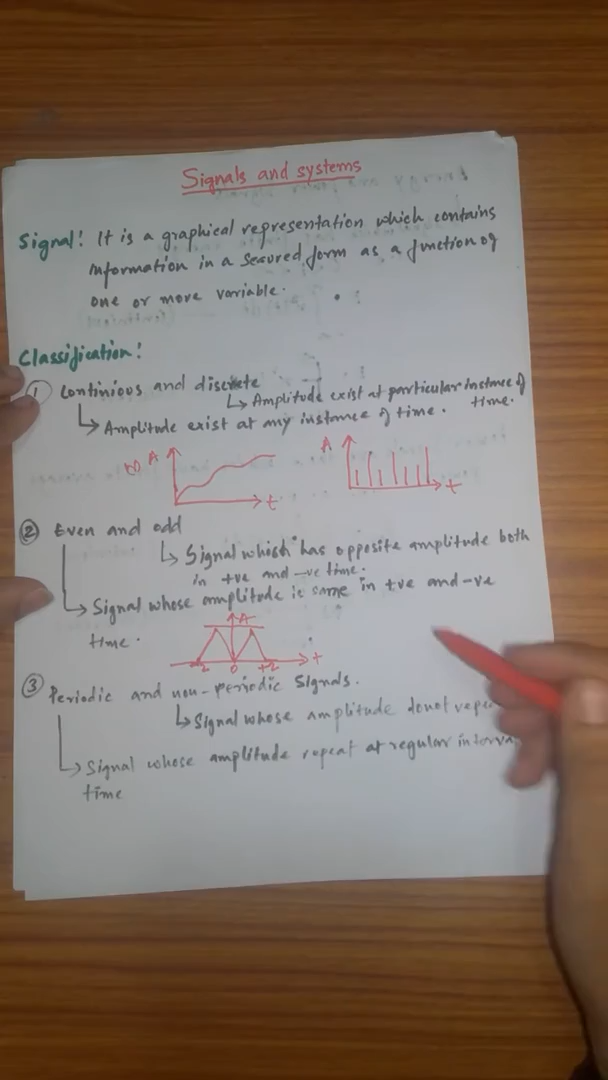 Signals and systems
Signal: It is a graphical representation which contains
information in a secured form as a function of
one or more variable.
Classification:
① Continious and discrete
↳ Amplitude exist at particular instance of
time.
↳ Amplitude exist at any instance of time.
A
t
A
t
② Even and odd
↳ Signal which has opposite amplitude both
in +ve and -ve time.
↳ Signal whose amplitude is same in +ve and -ve
time.
A
-2 0 +2 t
③ Periodic and non-periodic signals.
↳ Signal whose amplitude donot
↳ Signal whose amplitude repeat at regular
time